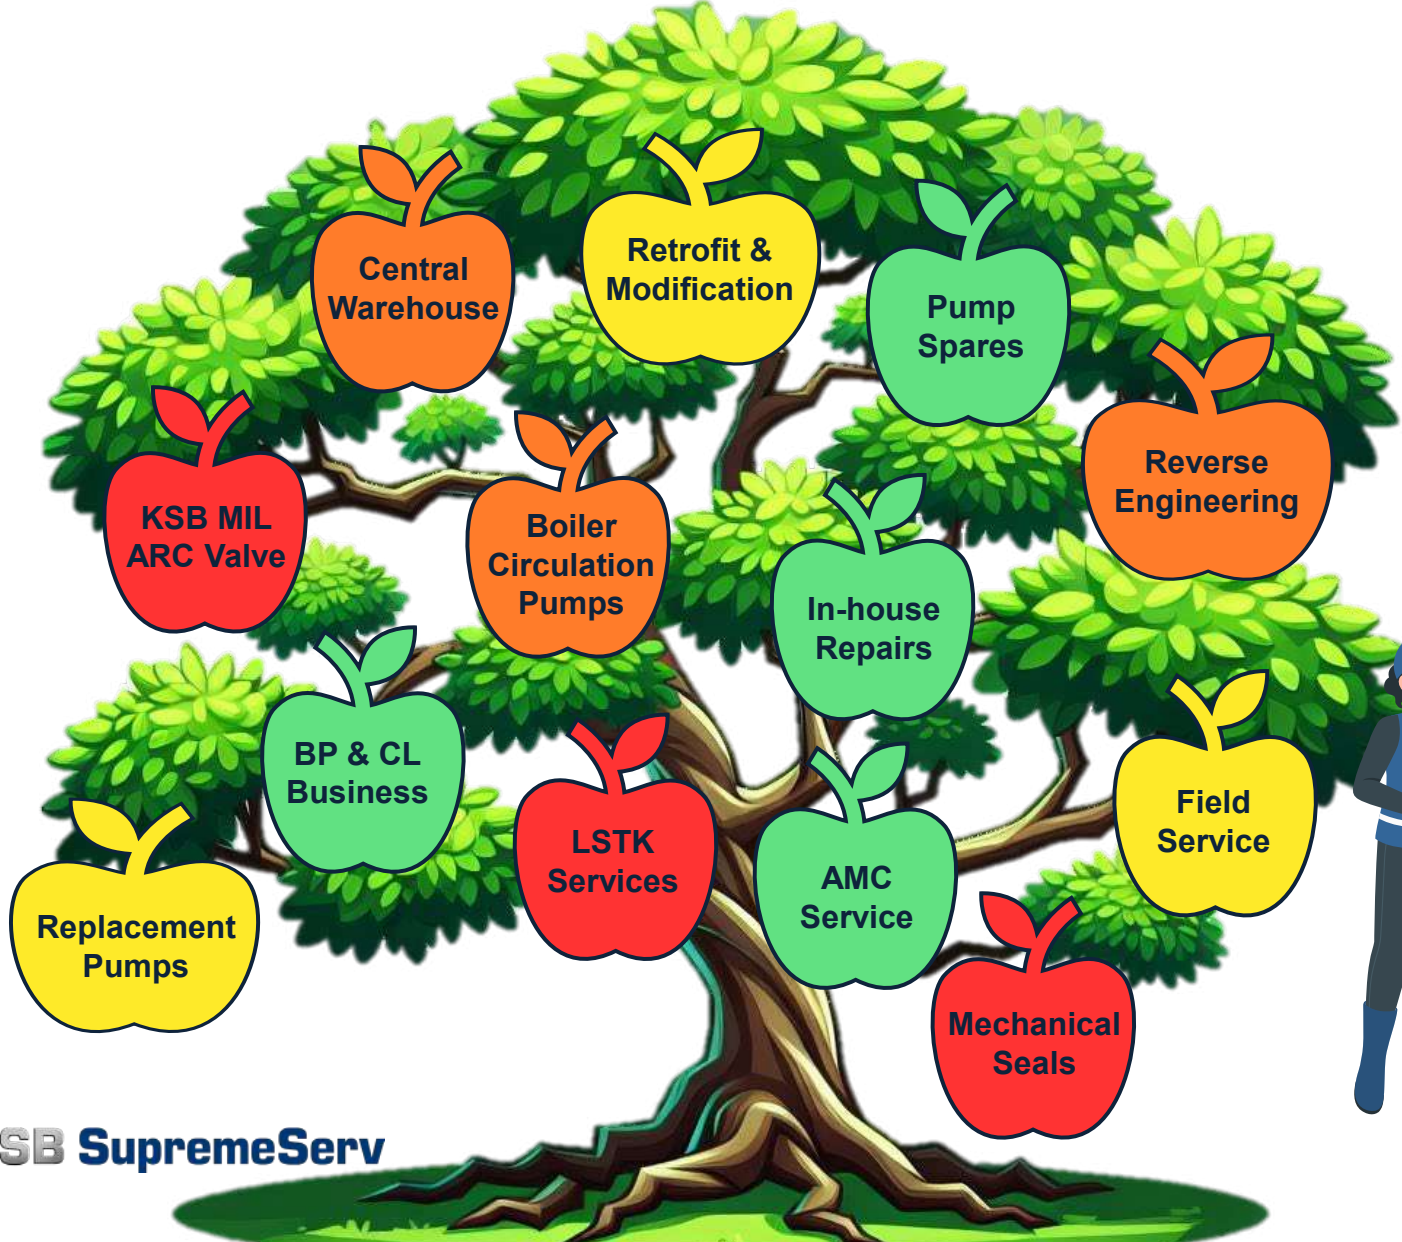 Central
Warehouse
Retrofit &
Modification
Pump
Spares
Reverse
Engineering
KSB MIL
ARC Valve
Boiler
Circulation
Pumps
In-house
Repairs
BP & CL
Business
LSTK
Services
AMC
Service
Field
Service
Replacement
Pumps
Mechanical
Seals
SB SupremeServ